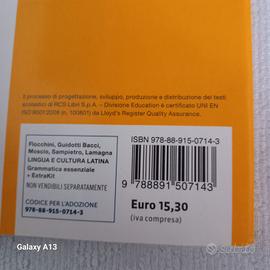 Il processo di progettazione, sviluppo, produzione e distribuzione dei testi
scolastici di RCS Libri S.p.A. – Divisione Education è certificato UNI EN
ISO 9001:2008 (n. 100801) da Lloyd's Register Quality Assurance.
Fiocchini, Guidotti Bacci,
Moscio, Sampietro, Lamagna
LINGUA E CULTURA LATINA
Grammatica essenziale
+ ExtraKit
NON VENDIBILI SEPARATAMENTE
CODICE PER L'ADOZIONE
978-88-915-0714-3
ISBN 978-88-915-0714-3
9 788891 507143
Euro 15,30
(iva compresa)
Galaxy A13